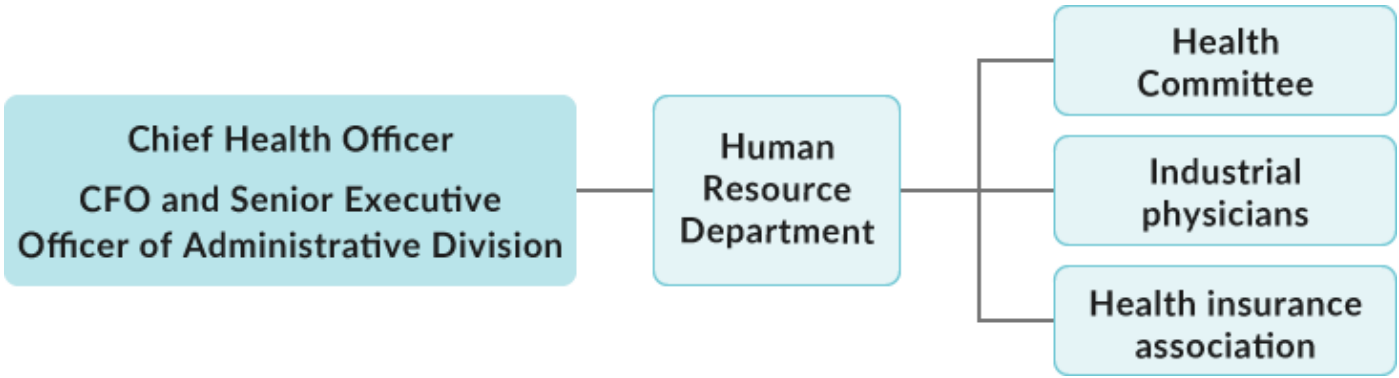 Chief Health Officer
CFO and Senior Executive
Officer of Administrative Division
Human
Resource
Department
Health
Committee
Industrial
physicians
Health insurance
association